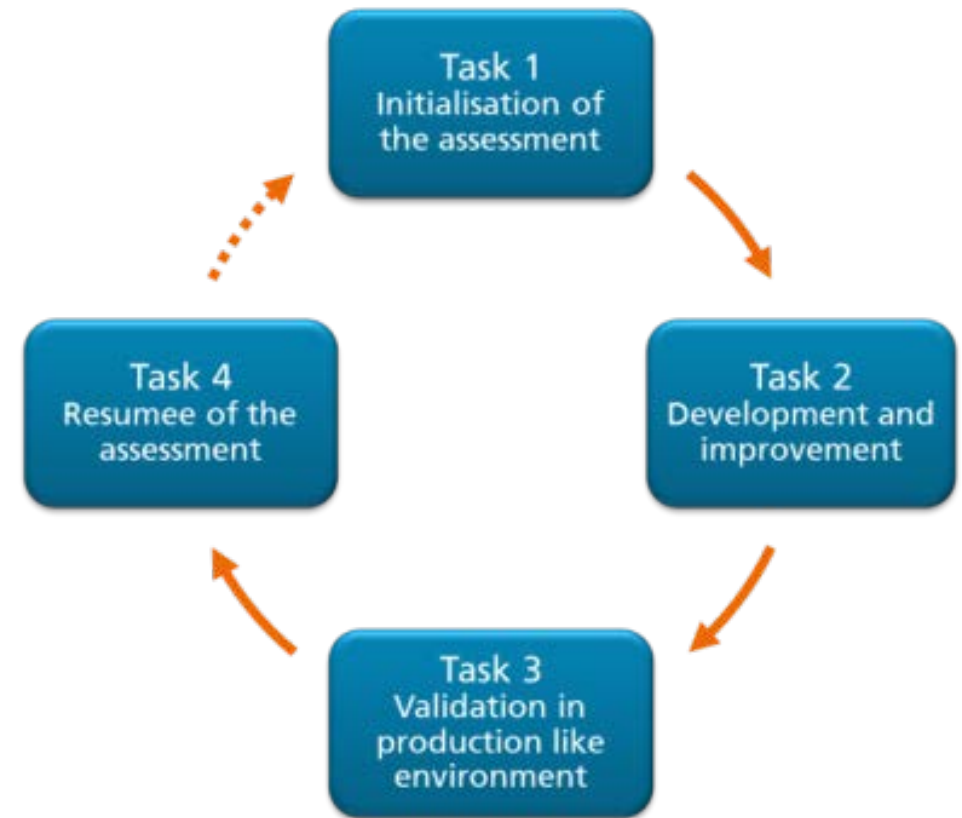 Task 1
Initialisation of
the assessment
Task 2
Development and
improvement
Task 3
Validation in
production like
environment
Task 4
Resumee of the
assessment